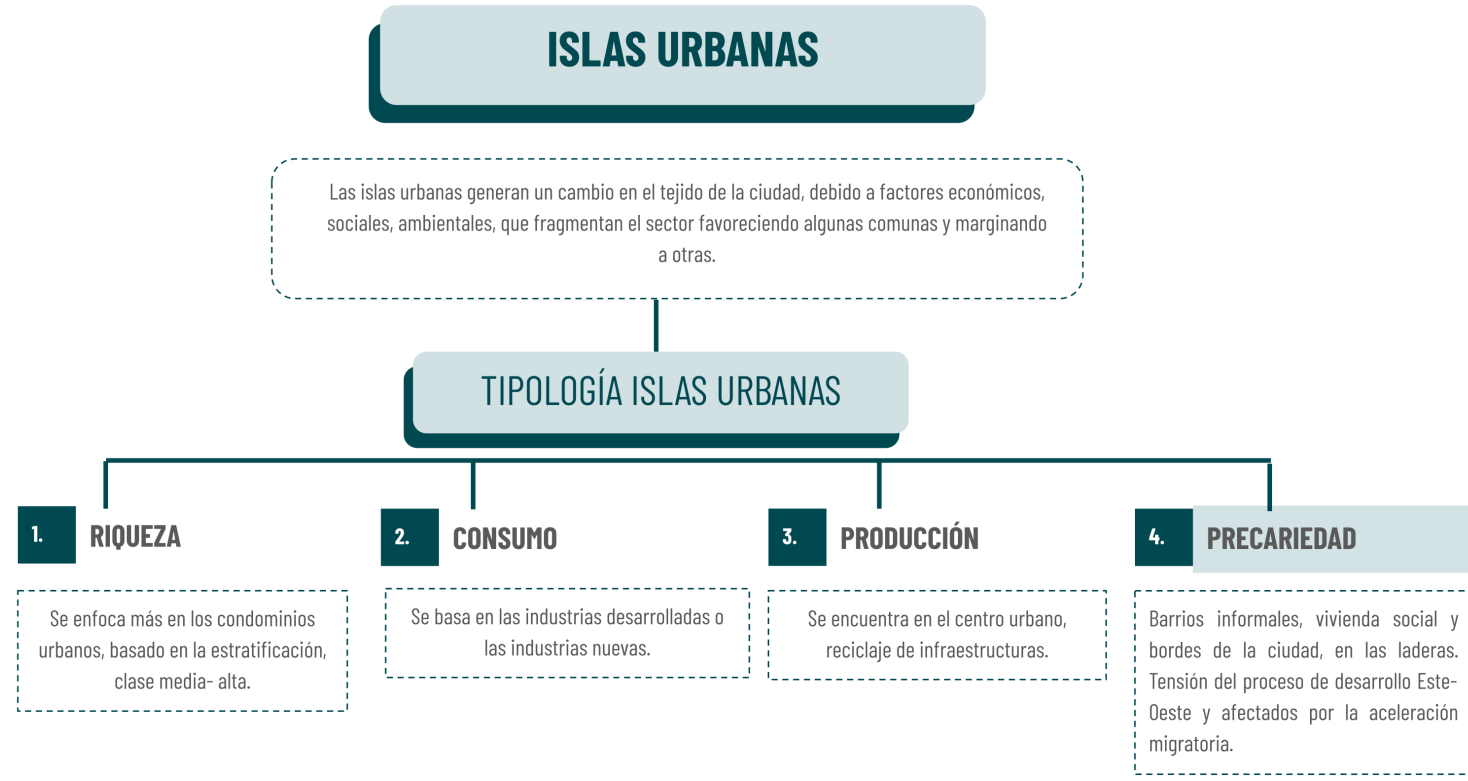 ISLAS URBANAS
Las islas urbanas generan un cambio en el tejido de la ciudad, debido a factores económicos,
sociales, ambientales, que fragmentan el sector favoreciendo algunas comunas y marginando
a otras.
TIPOLOGÍA ISLAS URBANAS
1. RIQUEZA
Se enfoca más en los condominios
urbanos, basado en la estratificación,
clase media- alta.
2. CONSUMO
Se basa en las industrias desarrolladas o
las industrias nuevas.
3. PRODUCCIÓN
Se encuentra en el centro urbano,
reciclaje de infraestructuras.
4. PRECARIEDAD
Barrios informales, vivienda social y
bordes de la ciudad, en las laderas.
Tensión del proceso de desarrollo Este-
Oeste y afectados por la aceleración
migratoria.